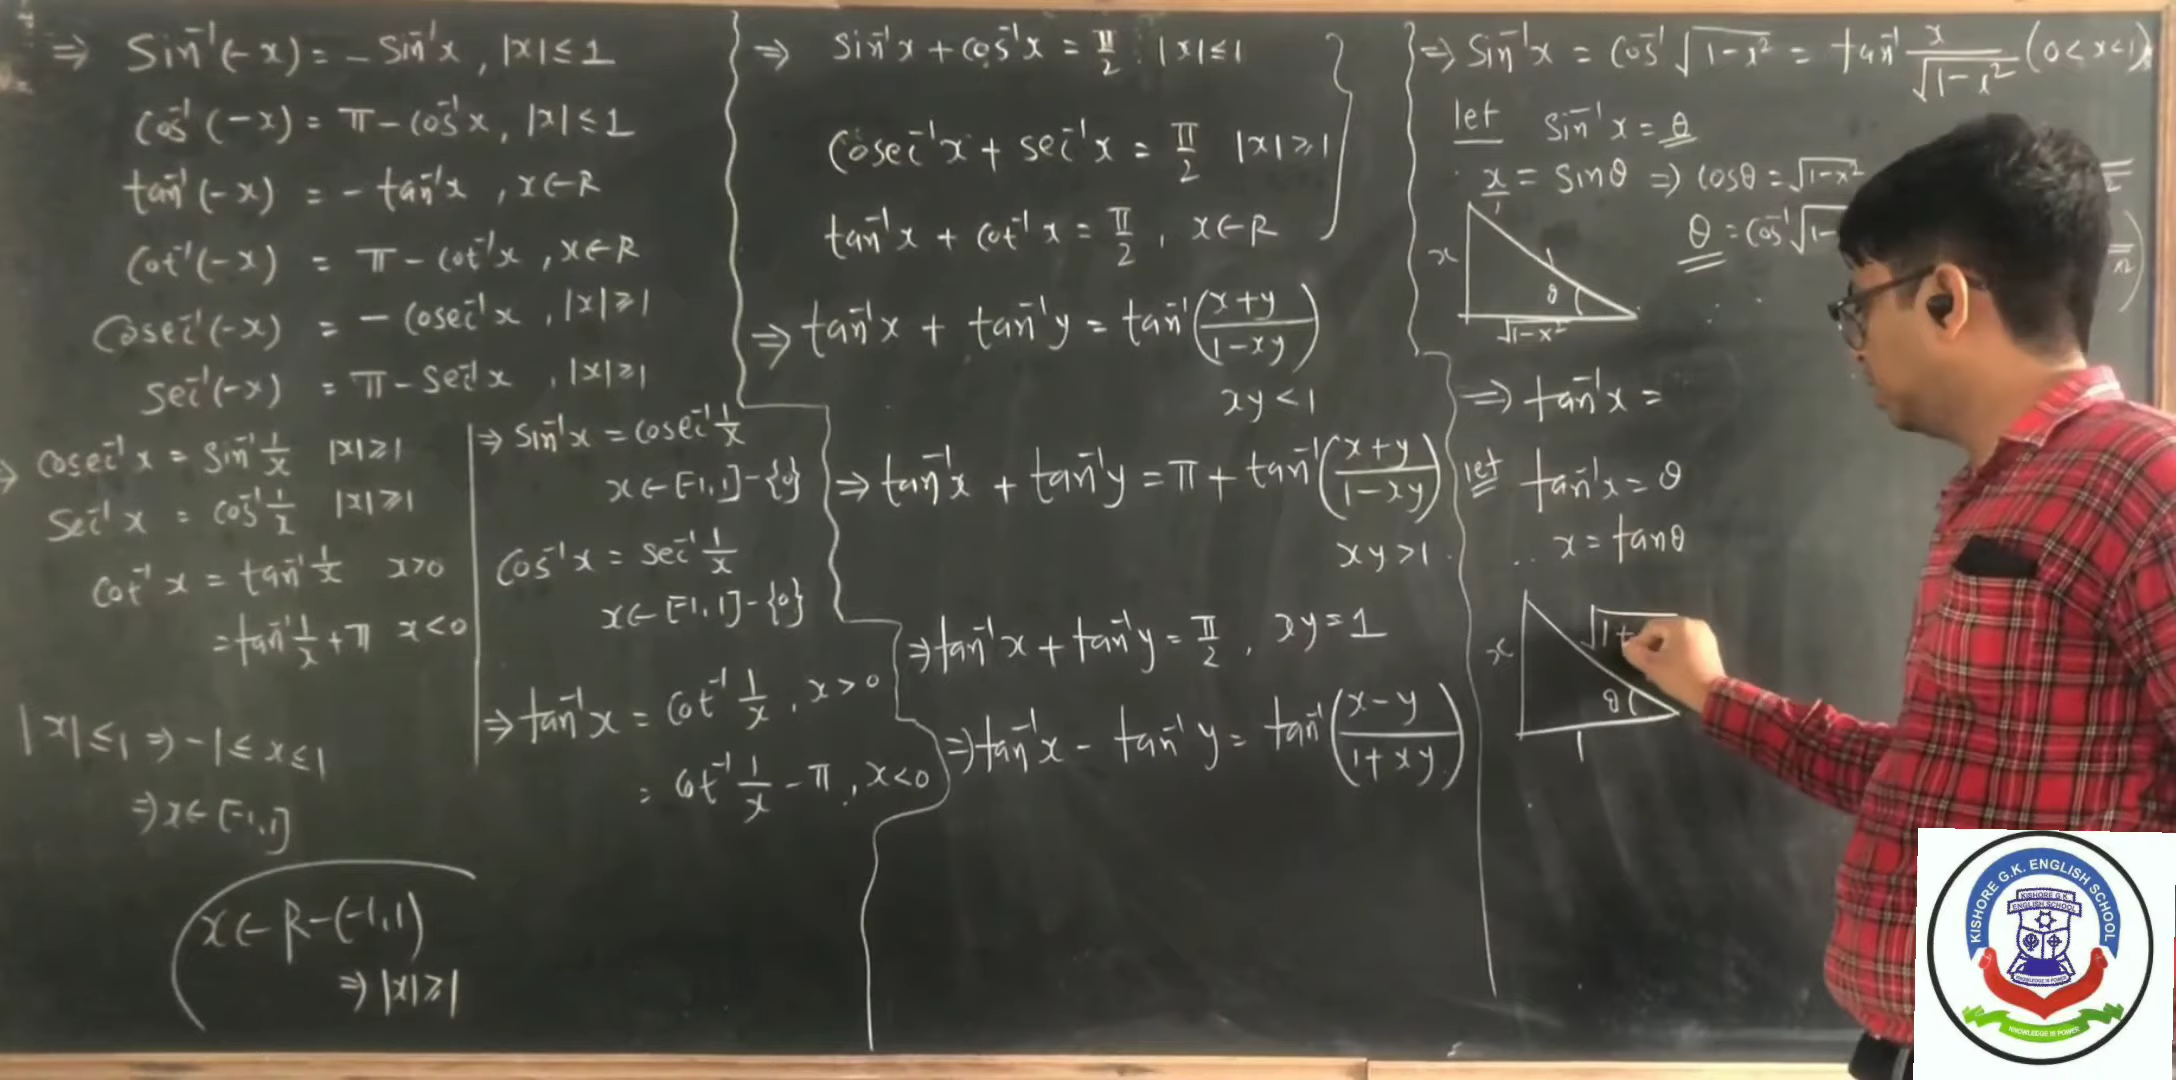 ⇒ Sin⁻¹(-x) = - Sin⁻¹x , |x| ≤ 1
Cos⁻¹(-x) = π - cos⁻¹x , |x| ≤ 1
tan⁻¹(-x) = - tan⁻¹x , x ∈ R
Cot⁻¹(-x) = π - cot⁻¹x , x ∈ R
Cosec⁻¹(-x) = - Cosec⁻¹x , |x| ≥ 1
sec⁻¹(-x) = π - Sec⁻¹x , |x| ≥ 1
⇒ Cosec⁻¹x = Sin⁻¹ 1/x |x| ≥ 1
Sec⁻¹x = cos⁻¹ 1/x |x| ≥ 1
Cot⁻¹x = tan⁻¹ 1/x x > 0
= tan⁻¹ 1/x + π x < 0
|x| ≤ 1 ⇒ -1 ≤ x ≤ 1
⇒ x ∈ [-1, 1]
x ∈ R - (-1, 1)
⇒ |x| ≥ 1
⇒ Sin⁻¹x = cosec⁻¹ 1/x
x ∈ [-1, 1] - {0}
Cos⁻¹x = sec⁻¹ 1/x
x ∈ [-1, 1] - {0}
⇒ tan⁻¹x = Cot⁻¹ 1/x , x > 0
= Cot⁻¹ 1/x - π , x < 0
⇒ Sin⁻¹x + Cos⁻¹x = π/2 . |x| ≤ 1
Cosec⁻¹x + sec⁻¹x = π/2 |x| ≥ 1
tan⁻¹x + Cot⁻¹x = π/2 , x ∈ R
⇒ tan⁻¹x + tan⁻¹y = tan⁻¹((x+y)/(1-xy))
xy < 1
⇒ tan⁻¹x + tan⁻¹y = π + tan⁻¹((x+y)/(1-xy))
xy > 1 .
⇒ tan⁻¹x + tan⁻¹y = π/2 , xy = 1
⇒ tan⁻¹x - tan⁻¹y = tan⁻¹((x-y)/(1+xy))
⇒ Sin⁻¹x = Cos⁻¹√(1-x²) = tan⁻¹ x/√(1-x²) (0 < x < 1)
let Sin⁻¹x = θ
x/1 = Sinθ ⇒ Cosθ = √(1-x²)
θ = Cos⁻¹√1-
x 1 θ
√(1-x²)
⇒ tan⁻¹x =
let tan⁻¹x = θ
∴ x = tanθ
x √1+
θ
1
KISHORE G.K. ENGLISH SCHOOL
KISHORE G.K.
ENGLISH SCHOOL
KNOWLEDGE IS POWER